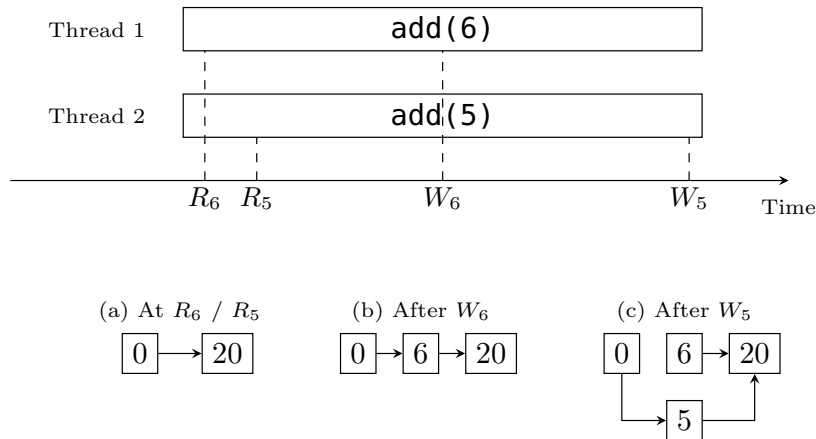 Thread 1
add(6)
Thread 2
add(5)
R₆ R₅ W₆ W₅
Time
(a) At R₆ / R₅
(b) After W₆
(c) After W₅
0 20
0 6 20
0 6 20
5